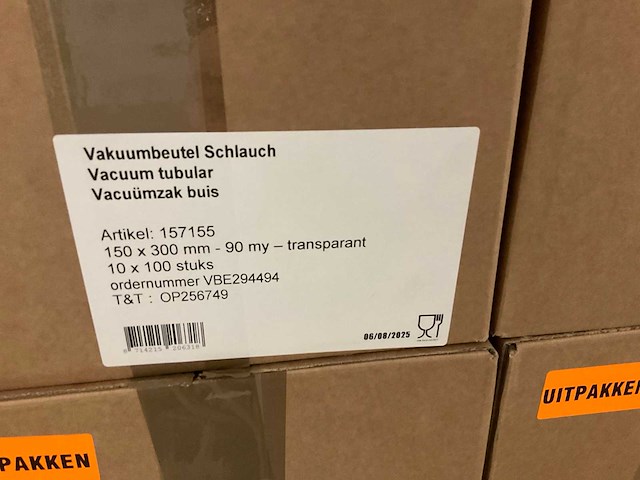 Vakuumbeutel Schlauch
Vacuum tubular
Vacuümzak buis
Artikel: 157155
150 x 300 mm - 90 my – transparant
10 x 100 stuks
ordernummer VBE294494
T&T : OP256749
06/08/2025
UITPAKKEN
PAKKEN